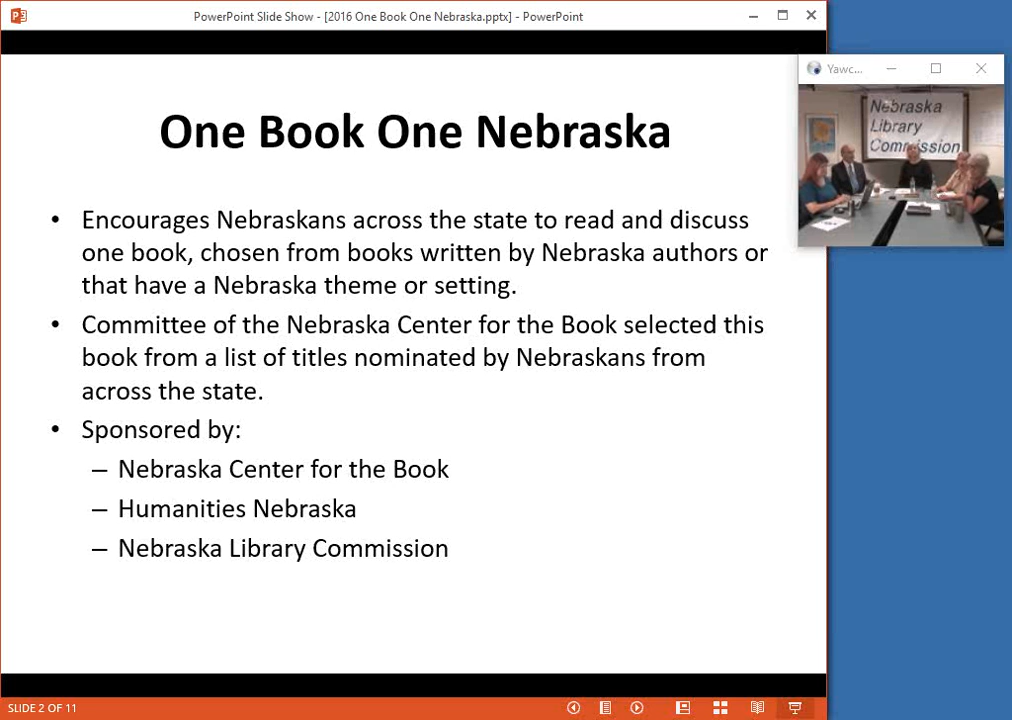 PowerPoint Slide Show - [2016 One Book One Nebraska.pptx] - PowerPoint
Yawc...
Nebraska
Library
Commission
One Book One Nebraska
• Encourages Nebraskans across the state to read and discuss
one book, chosen from books written by Nebraska authors or
that have a Nebraska theme or setting.
• Committee of the Nebraska Center for the Book selected this
book from a list of titles nominated by Nebraskans from
across the state.
• Sponsored by:
– Nebraska Center for the Book
– Humanities Nebraska
– Nebraska Library Commission
SLIDE 2 OF 11